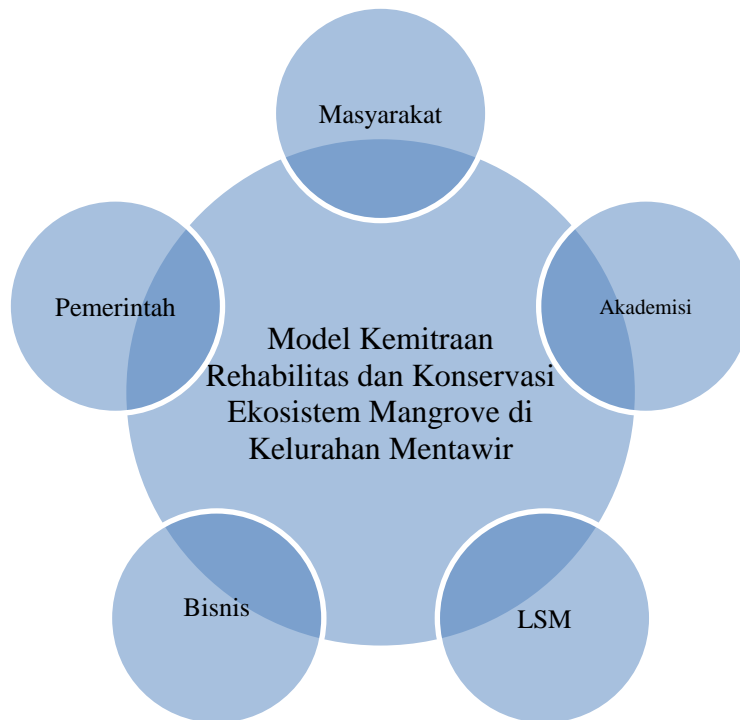 Masyarakat
Pemerintah
Akademisi
Model Kemitraan
Rehabilitas dan Konservasi
Ekosistem Mangrove di
Kelurahan Mentawir
Bisnis
LSM